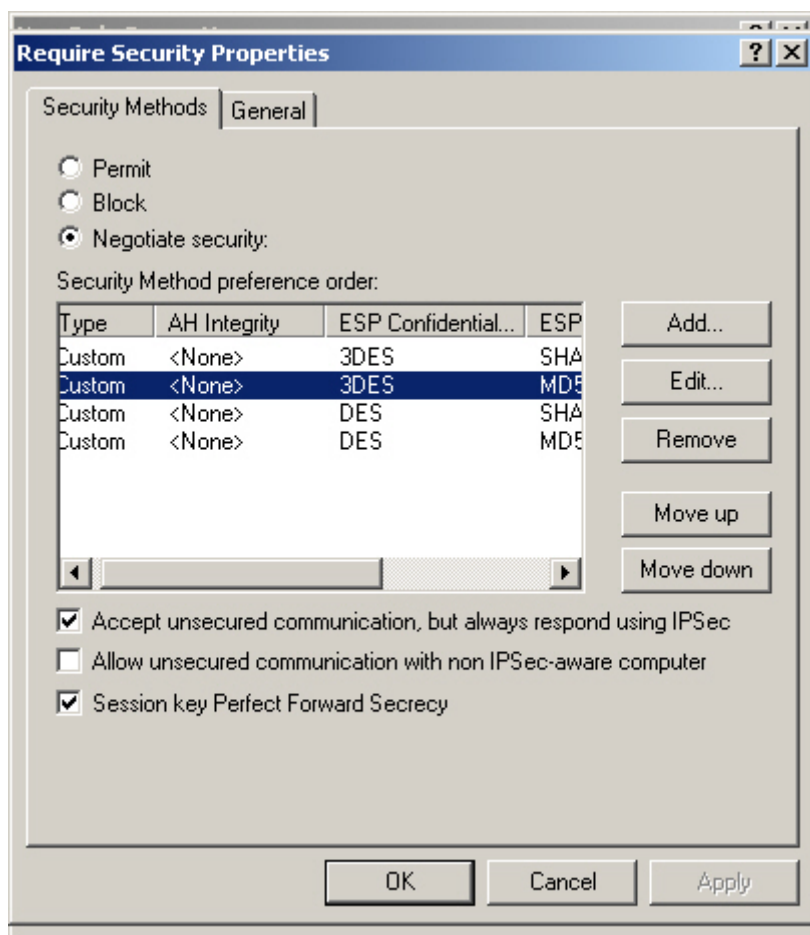 Require Security Properties
Security Methods General
Permit
Block
Negotiate security:
Security Method preference order:
Type AH Integrity ESP Confidential... ESP
Custom <None> 3DES SHA
Custom <None> 3DES MD5
Custom <None> DES SHA
Custom <None> DES MD5
Add...
Edit...
Remove
Move up
Move down
Accept unsecured communication, but always respond using IPSec
Allow unsecured communication with non IPSec-aware computer
Session key Perfect Forward Secrecy
OK Cancel Apply